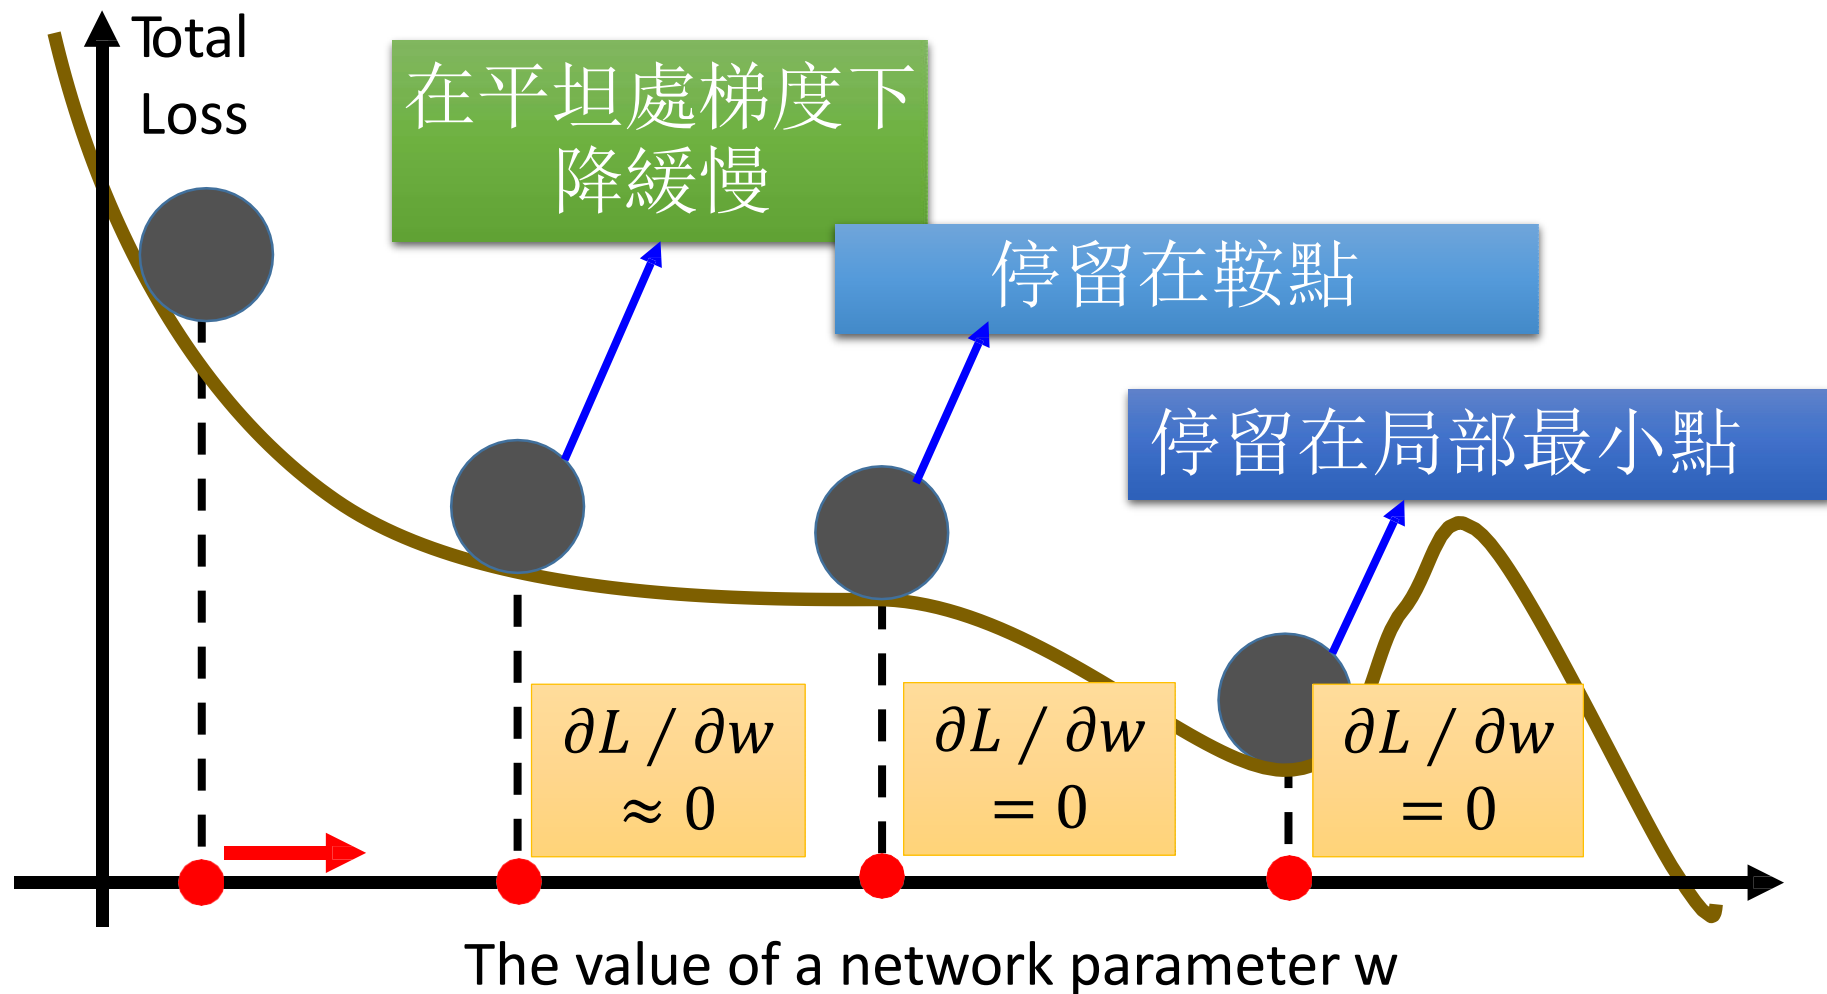 Total
Loss
在平坦處梯度下
降緩慢
停留在鞍點
停留在局部最小點
∂L / ∂w
≈ 0
∂L / ∂w
= 0
∂L / ∂w
= 0
The value of a network parameter w